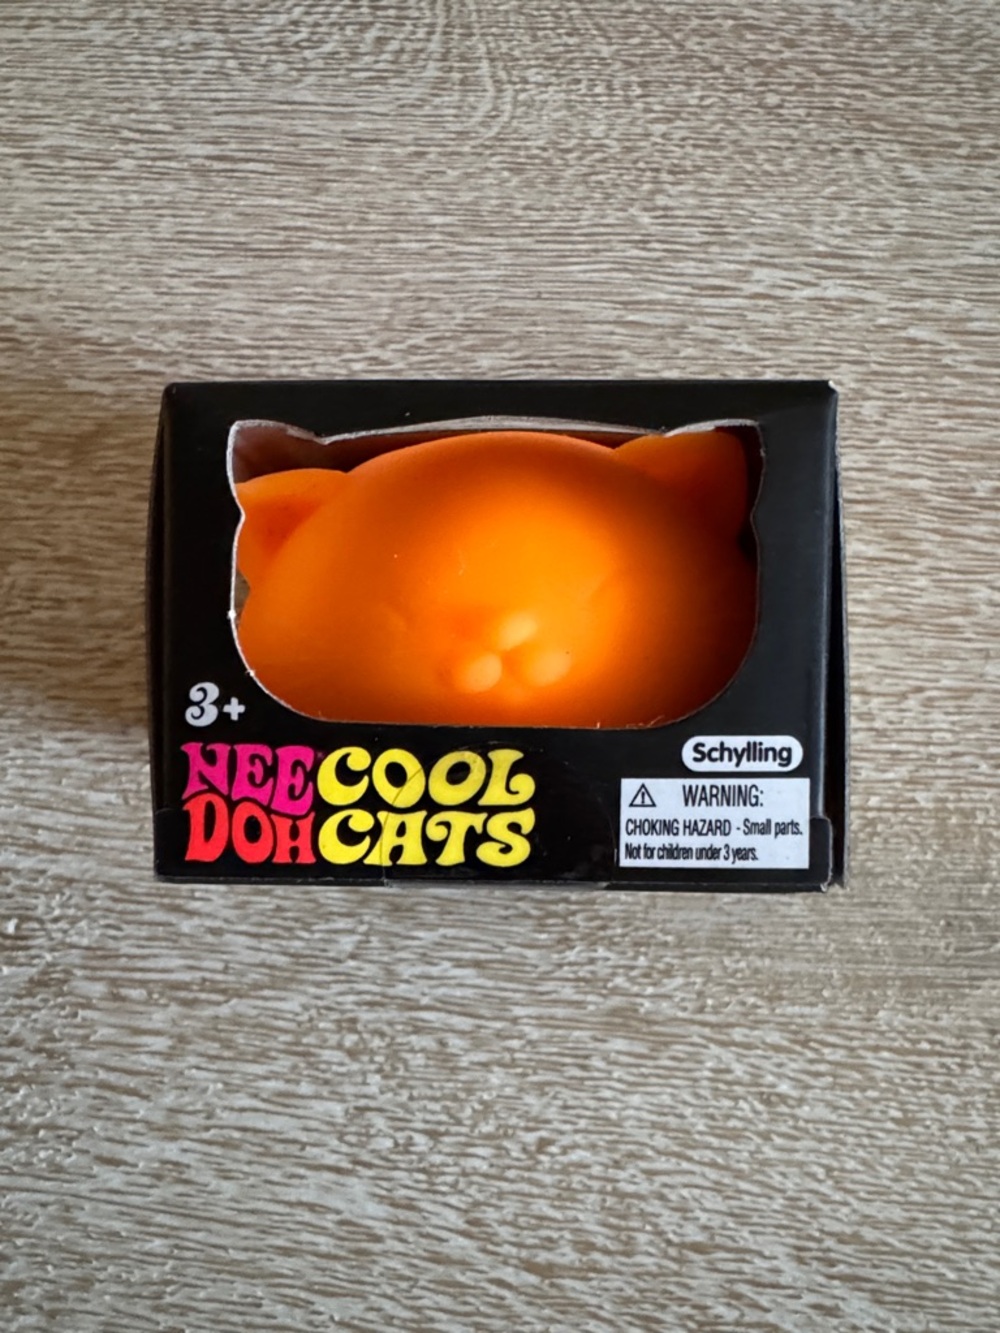 3+
NEE COOL
DOH CATS
Schylling
WARNING:
CHOKING HAZARD - Small parts.
Not for children under 3 years.